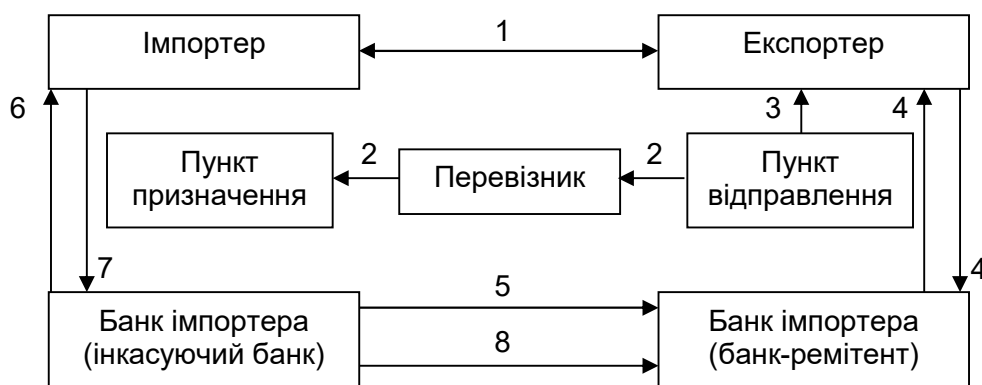 Імпортер
1
Експортер
6
3
4
Пункт
призначення
2
Перевізник
2
Пункт
відправлення
7
5
4
Банк імпортера
(інкасуючий банк)
8
Банк імпортера
(банк-ремітент)